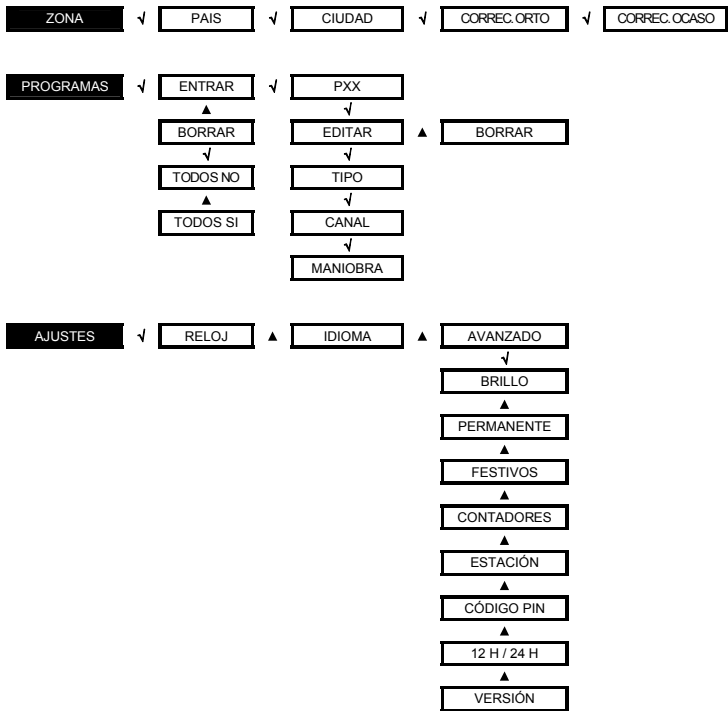 ZONA √ PAIS √ CIUDAD √ CORREC. ORTO √ CORREC. OCASO
PROGRAMAS √ ENTRAR √ PXX
▲ √
BORRAR EDITAR ▲ BORRAR
√ √
TODOS NO TIPO
▲ √
TODOS SI CANAL
√
MANIOBRA
AJUSTES √ RELOJ ▲ IDIOMA ▲ AVANZADO
√
BRILLO
▲
PERMANENTE
▲
FESTIVOS
▲
CONTADORES
▲
ESTACIÓN
▲
CÓDIGO PIN
▲
12 H / 24 H
▲
VERSIÓN